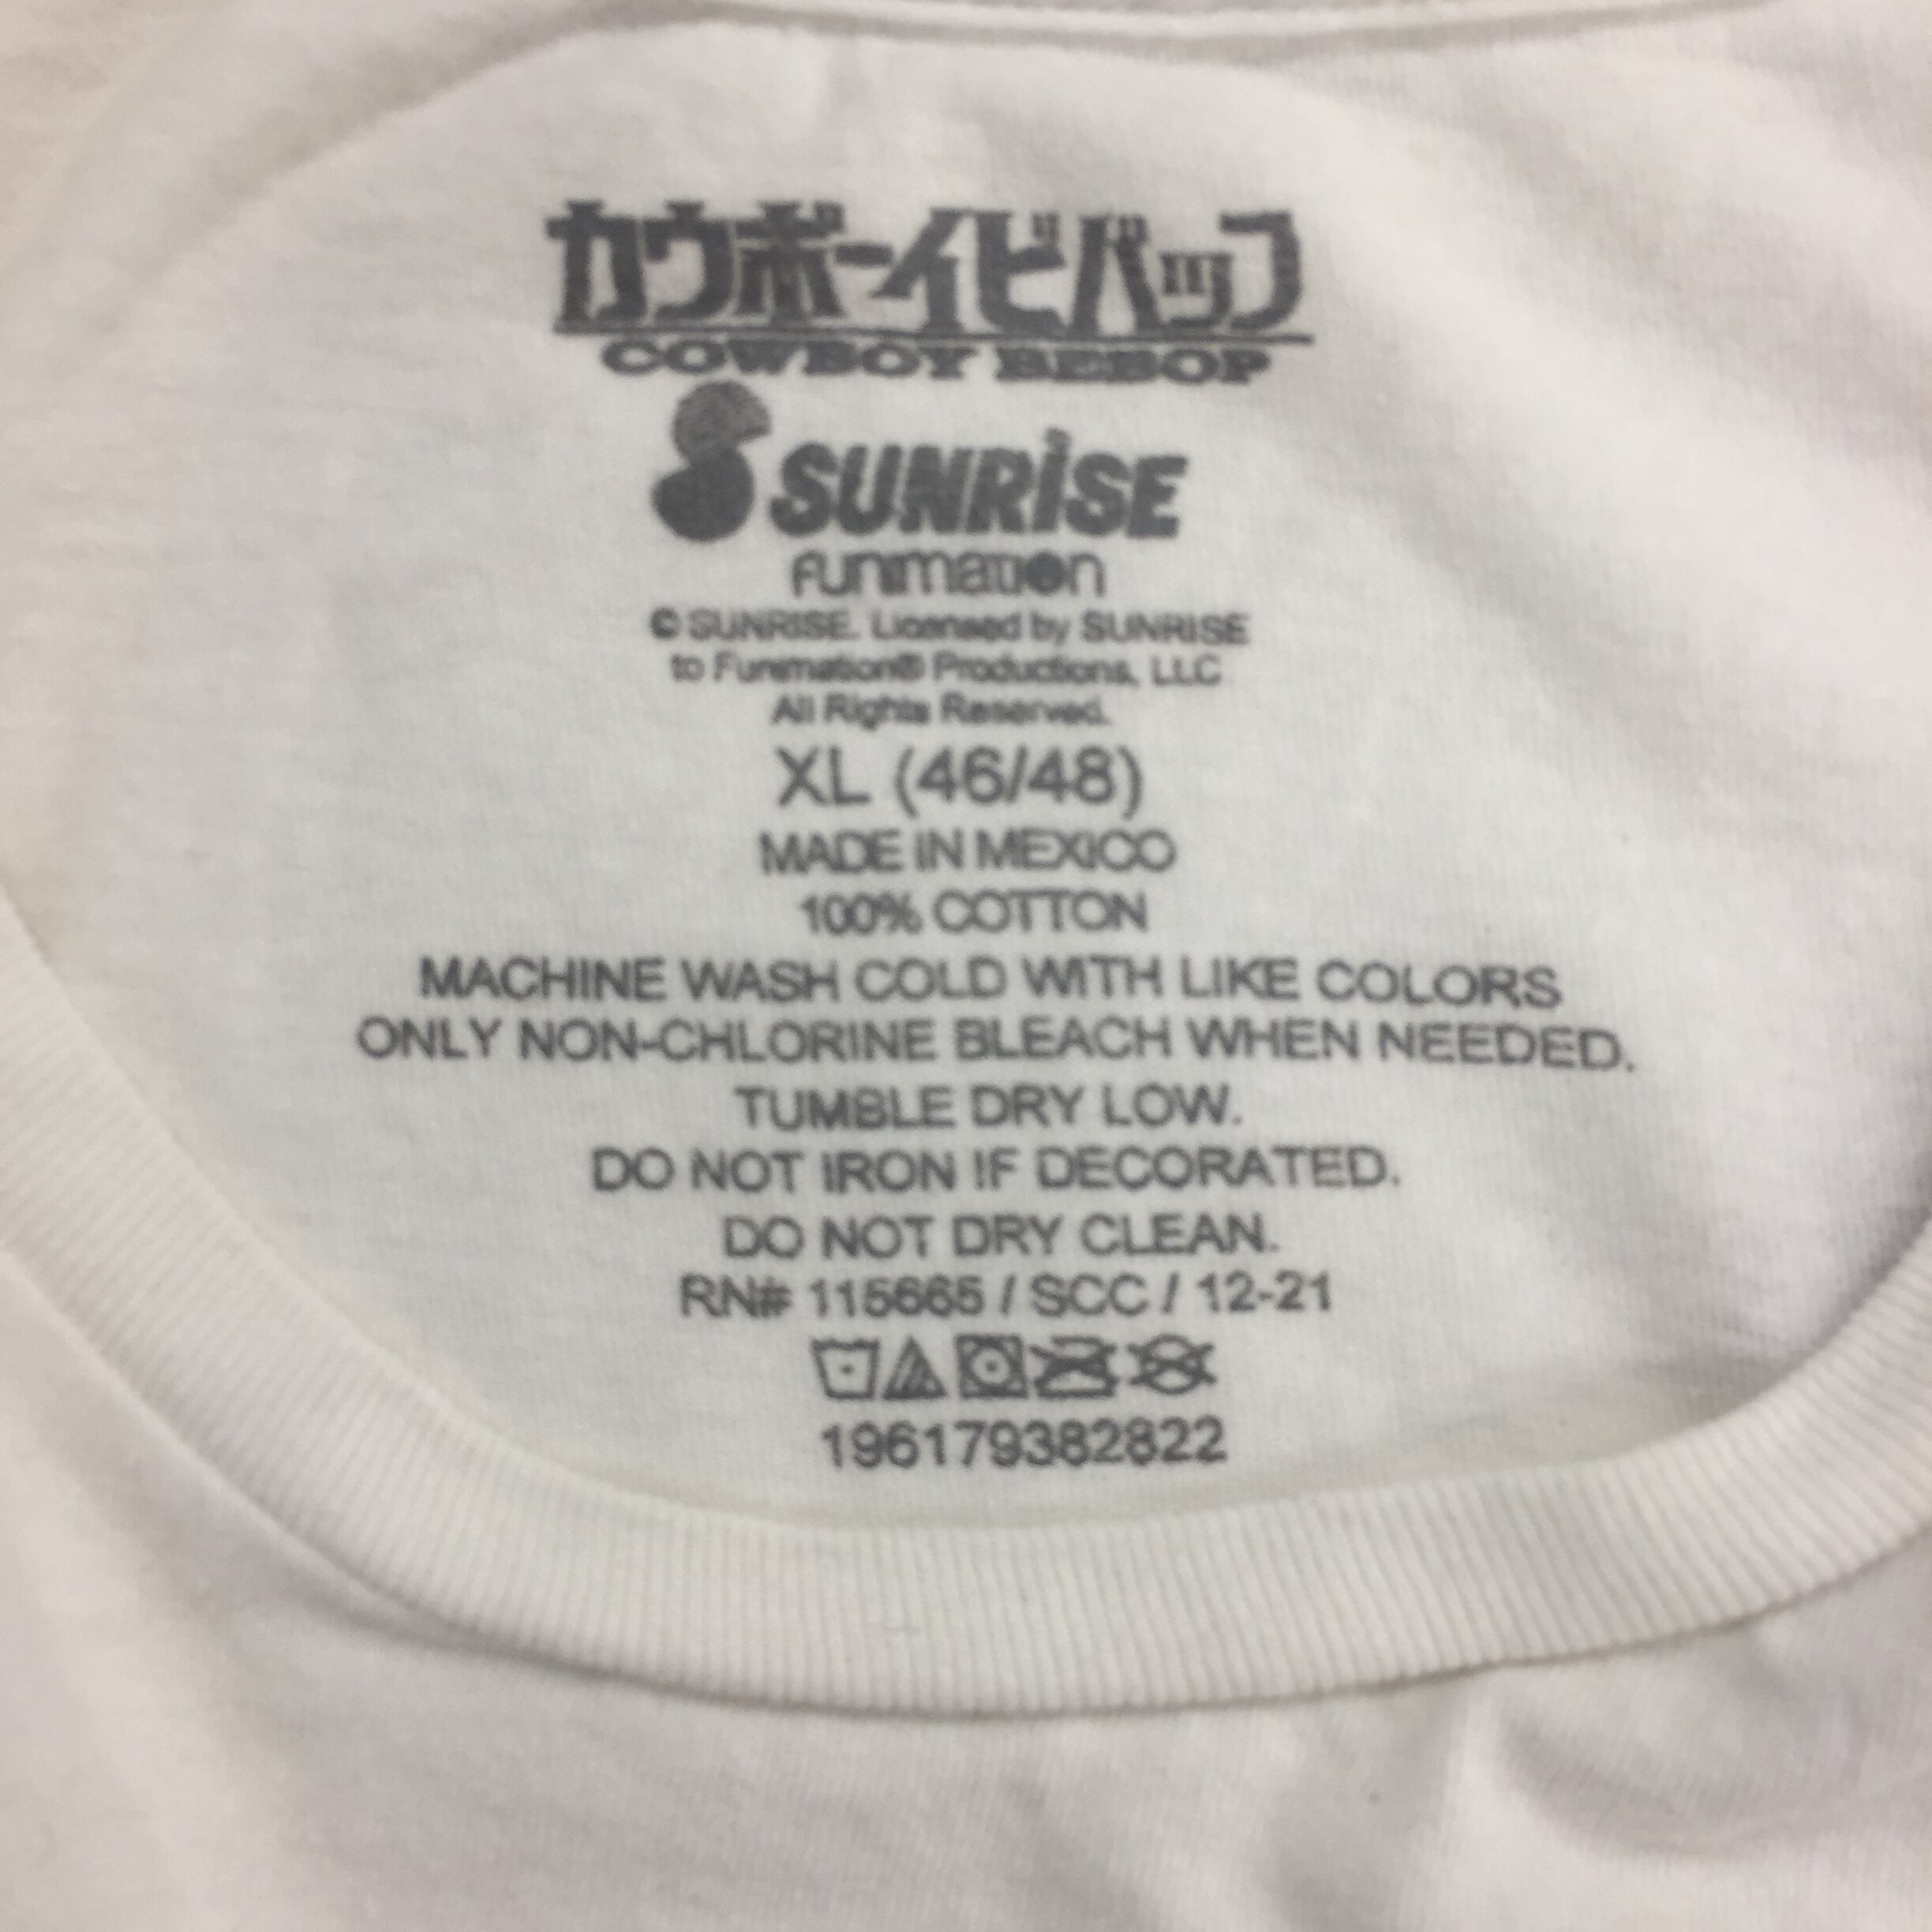 カウボーイビバップ
COWBOY BEBOP
SUNRiSE
FUNimation
© SUNRISE. Licensed by SUNRISE
to Funimation® Productions, LLC
All Rights Reserved.
XL (46/48)
MADE IN MEXICO
100% COTTON
MACHINE WASH COLD WITH LIKE COLORS
ONLY NON-CHLORINE BLEACH WHEN NEEDED.
TUMBLE DRY LOW.
DO NOT IRON IF DECORATED.
DO NOT DRY CLEAN.
RN# 115665 / SCC / 12-21
196179382822